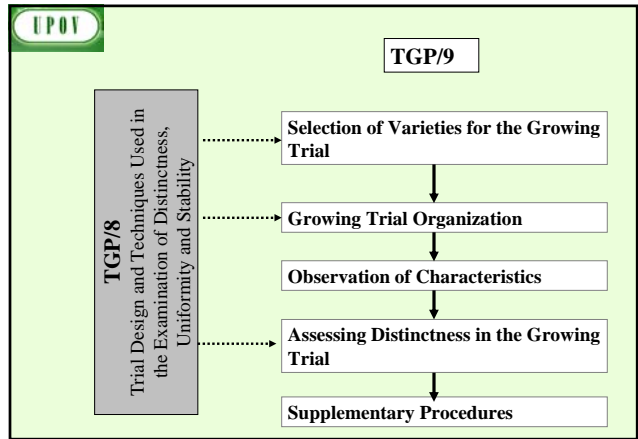 UPOV
TGP/9
TGP/8
Trial Design and Techniques Used in
the Examination of Distinctness,
Uniformity and Stability
Selection of Varieties for the Growing
Trial
Growing Trial Organization
Observation of Characteristics
Assessing Distinctness in the Growing
Trial
Supplementary Procedures